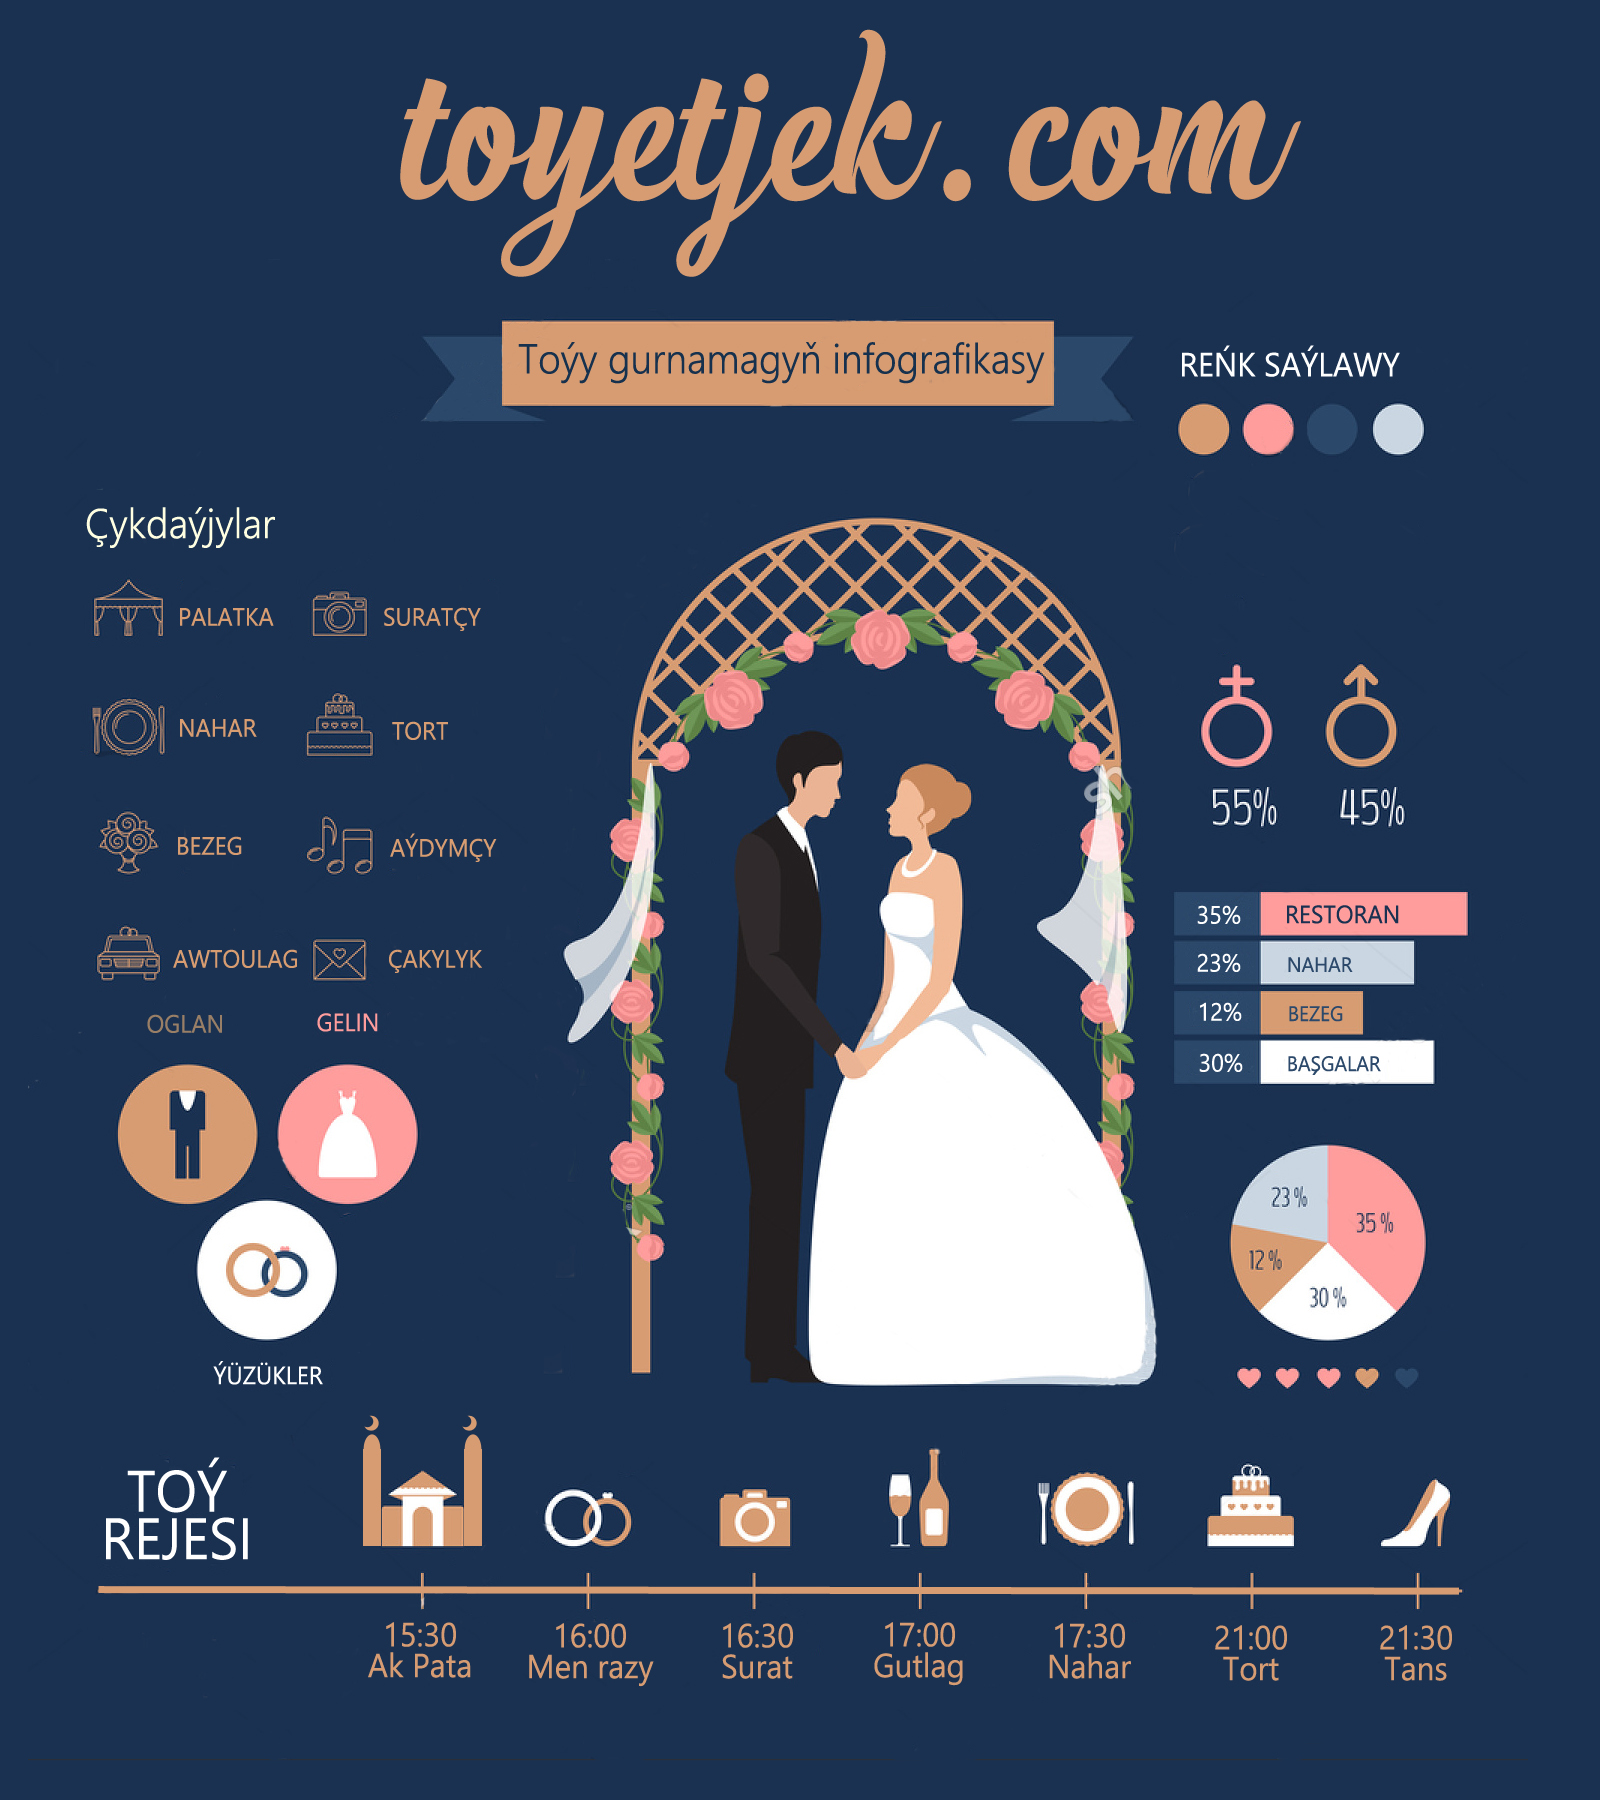 toyetjek.com
Toýy gurnamagyň infografikasy
REŃK SAÝLAWY
Çykdaýjylar
PALATKA
SURATÇY
NAHAR
TORT
BEZEG
AÝDYMÇY
AWTOULAG
ÇAKYLYK
OGLAN
GELIN
ÝÜZÜKLER
55%
45%
35% RESTORAN
23% NAHAR
12% BEZEG
30% BAŞGALAR
23%
35%
12%
30%
TOÝ
REJESI
15:30
Ak Pata
16:00
Men razy
16:30
Surat
17:00
Gutlag
17:30
Nahar
21:00
Tort
21:30
Tans